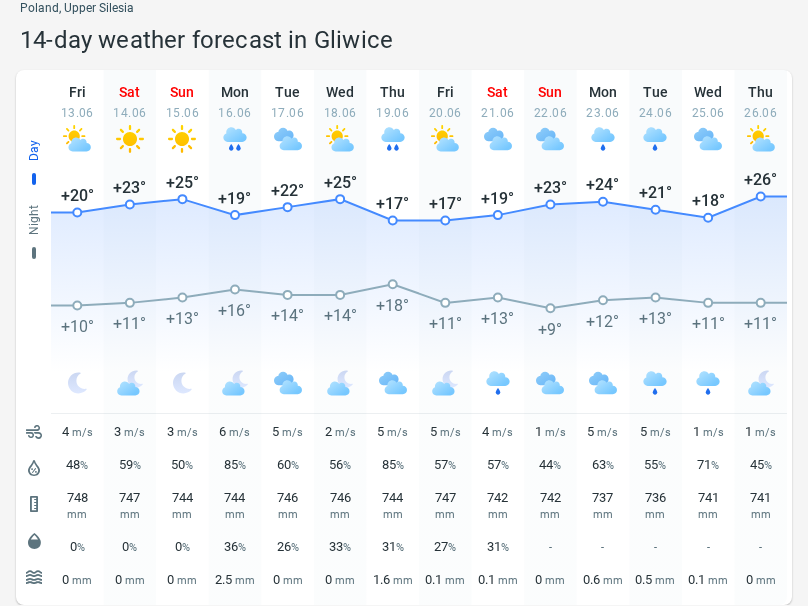 Poland, Upper Silesia
14-day weather forecast in Gliwice
Fri Sat Sun Mon Tue Wed Thu Fri Sat Sun Mon Tue Wed Thu
13.06 14.06 15.06 16.06 17.06 18.06 19.06 20.06 21.06 22.06 23.06 24.06 25.06 26.06
Day
+20° +23° +25° +19° +22° +25° +17° +17° +19° +23° +24° +21° +18° +26°
Night
+10° +11° +13° +16° +14° +14° +18° +11° +13° +9° +12° +13° +11° +11°
4 m/s 3 m/s 3 m/s 6 m/s 5 m/s 2 m/s 5 m/s 5 m/s 4 m/s 1 m/s 5 m/s 5 m/s 1 m/s 1 m/s
48% 59% 50% 85% 60% 56% 85% 57% 57% 44% 63% 55% 71% 45%
748 747 744 744 746 746 744 747 742 742 737 736 741 741
mm mm mm mm mm mm mm mm mm mm mm mm mm mm
0% 0% 0% 36% 26% 33% 31% 27% 31% - - - - -
0 mm 0 mm 0 mm 2.5 mm 0 mm 0 mm 1.6 mm 0.1 mm 0.1 mm 0 mm 0.6 mm 0.5 mm 0.1 mm 0 mm